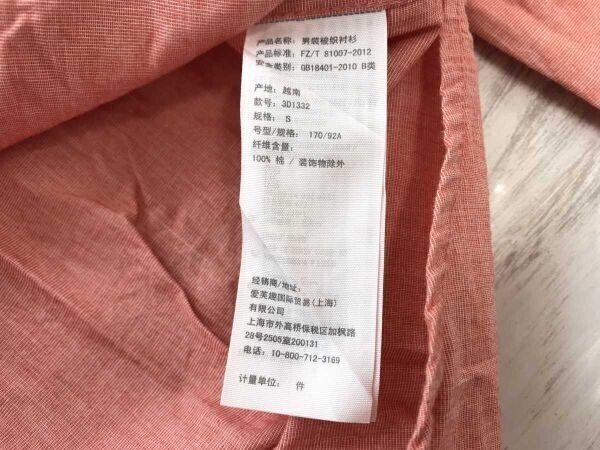 产品名称: 男装梭织衬衫
产品标准: FZ/T 81007-2012
安全类别: GB18401-2010 B类
产地: 越南
款号: 3D1332
规格: S
号型/规格: 170/92A
纤维含量:
100% 棉 / 装饰物除外
经销商/地址:
爱芙趣国际贸易(上海)
有限公司
上海市外高桥保税区加枫路
28号2505室200131
电话: 10-800-712-3169
计量单位: 件